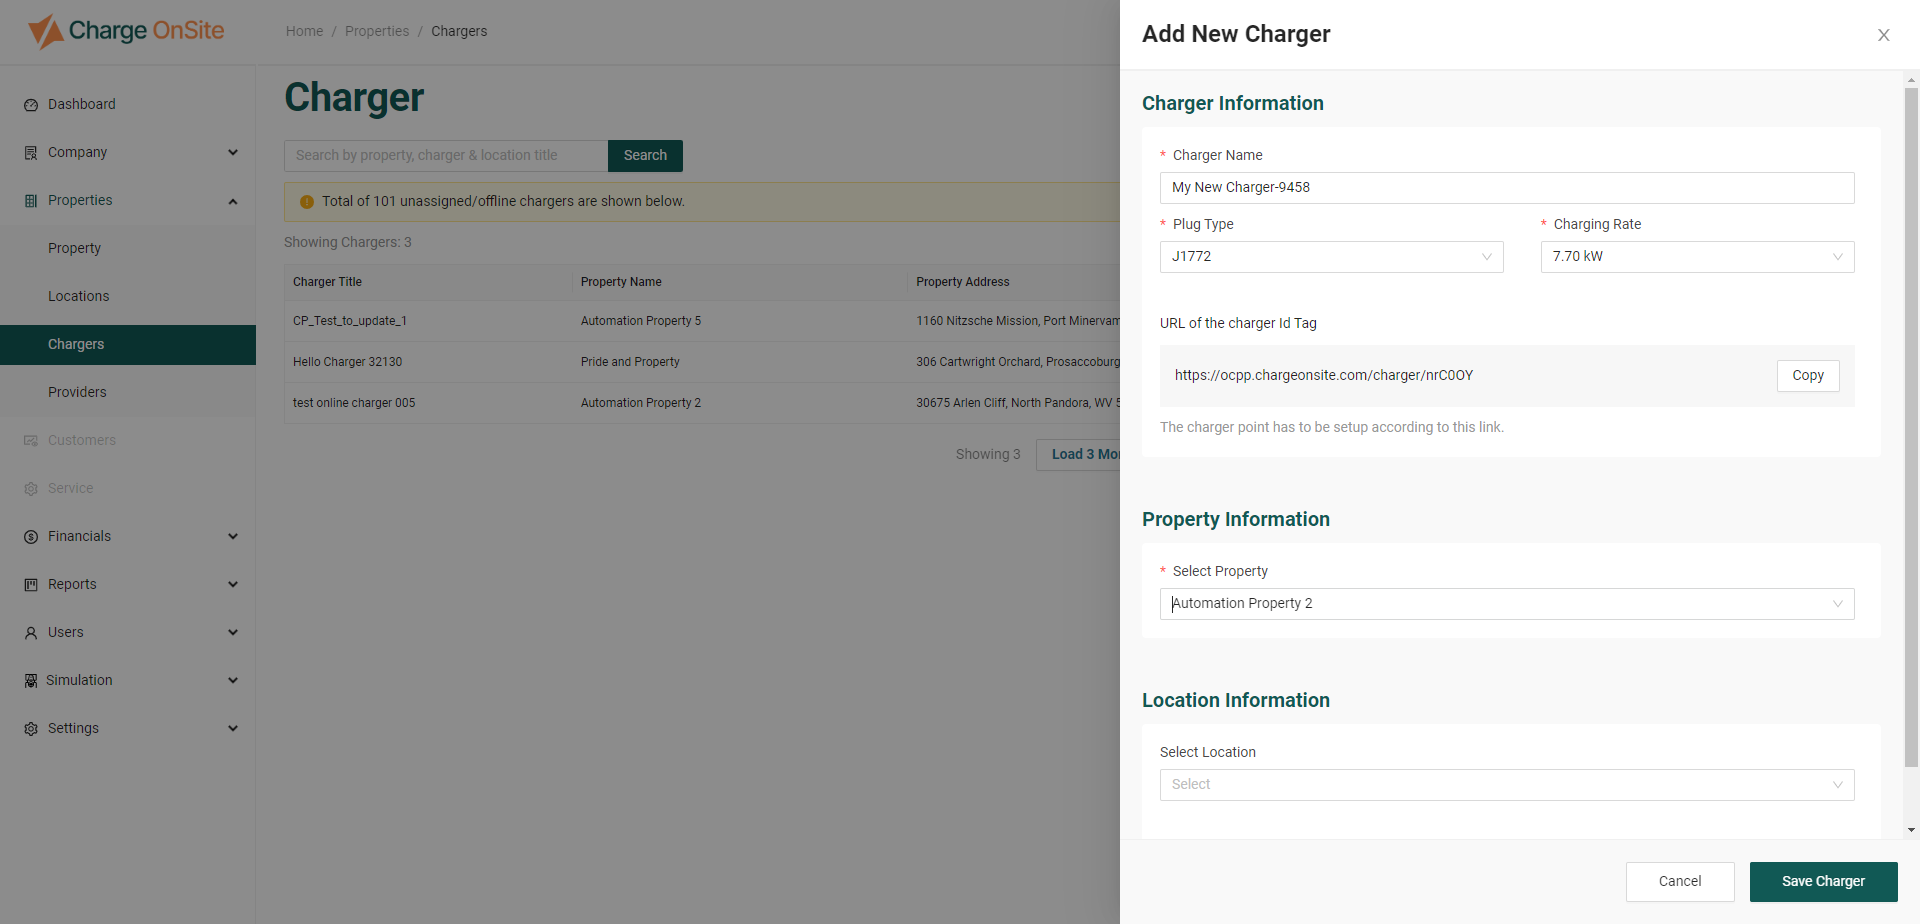 Charge OnSite
Home / Properties / Chargers
Dashboard
Company
Properties
Property
Locations
Chargers
Providers
Customers
Service
Financials
Reports
Users
Simulation
Settings
Charger
Search by property, charger & location title
Search
Total of 101 unassigned/offline chargers are shown below.
Showing Chargers: 3
Charger Title Property Name Property Address
CP_Test_to_update_1 Automation Property 5 1160 Nitzsche Mission, Port Minervam
Hello Charger 32130 Pride and Property 306 Cartwright Orchard, Prosaccoburg
test online charger 005 Automation Property 2 30675 Arlen Cliff, North Pandora, WV 5
Showing 3 Load 3 Mor
Add New Charger
Charger Information
* Charger Name
My New Charger-9458
* Plug Type * Charging Rate
J1772 7.70 kW
URL of the charger Id Tag
https://ocpp.chargeonsite.com/charger/nrC0OY Copy
The charger point has to be setup according to this link.
Property Information
* Select Property
Automation Property 2
Location Information
Select Location
Select
Cancel Save Charger